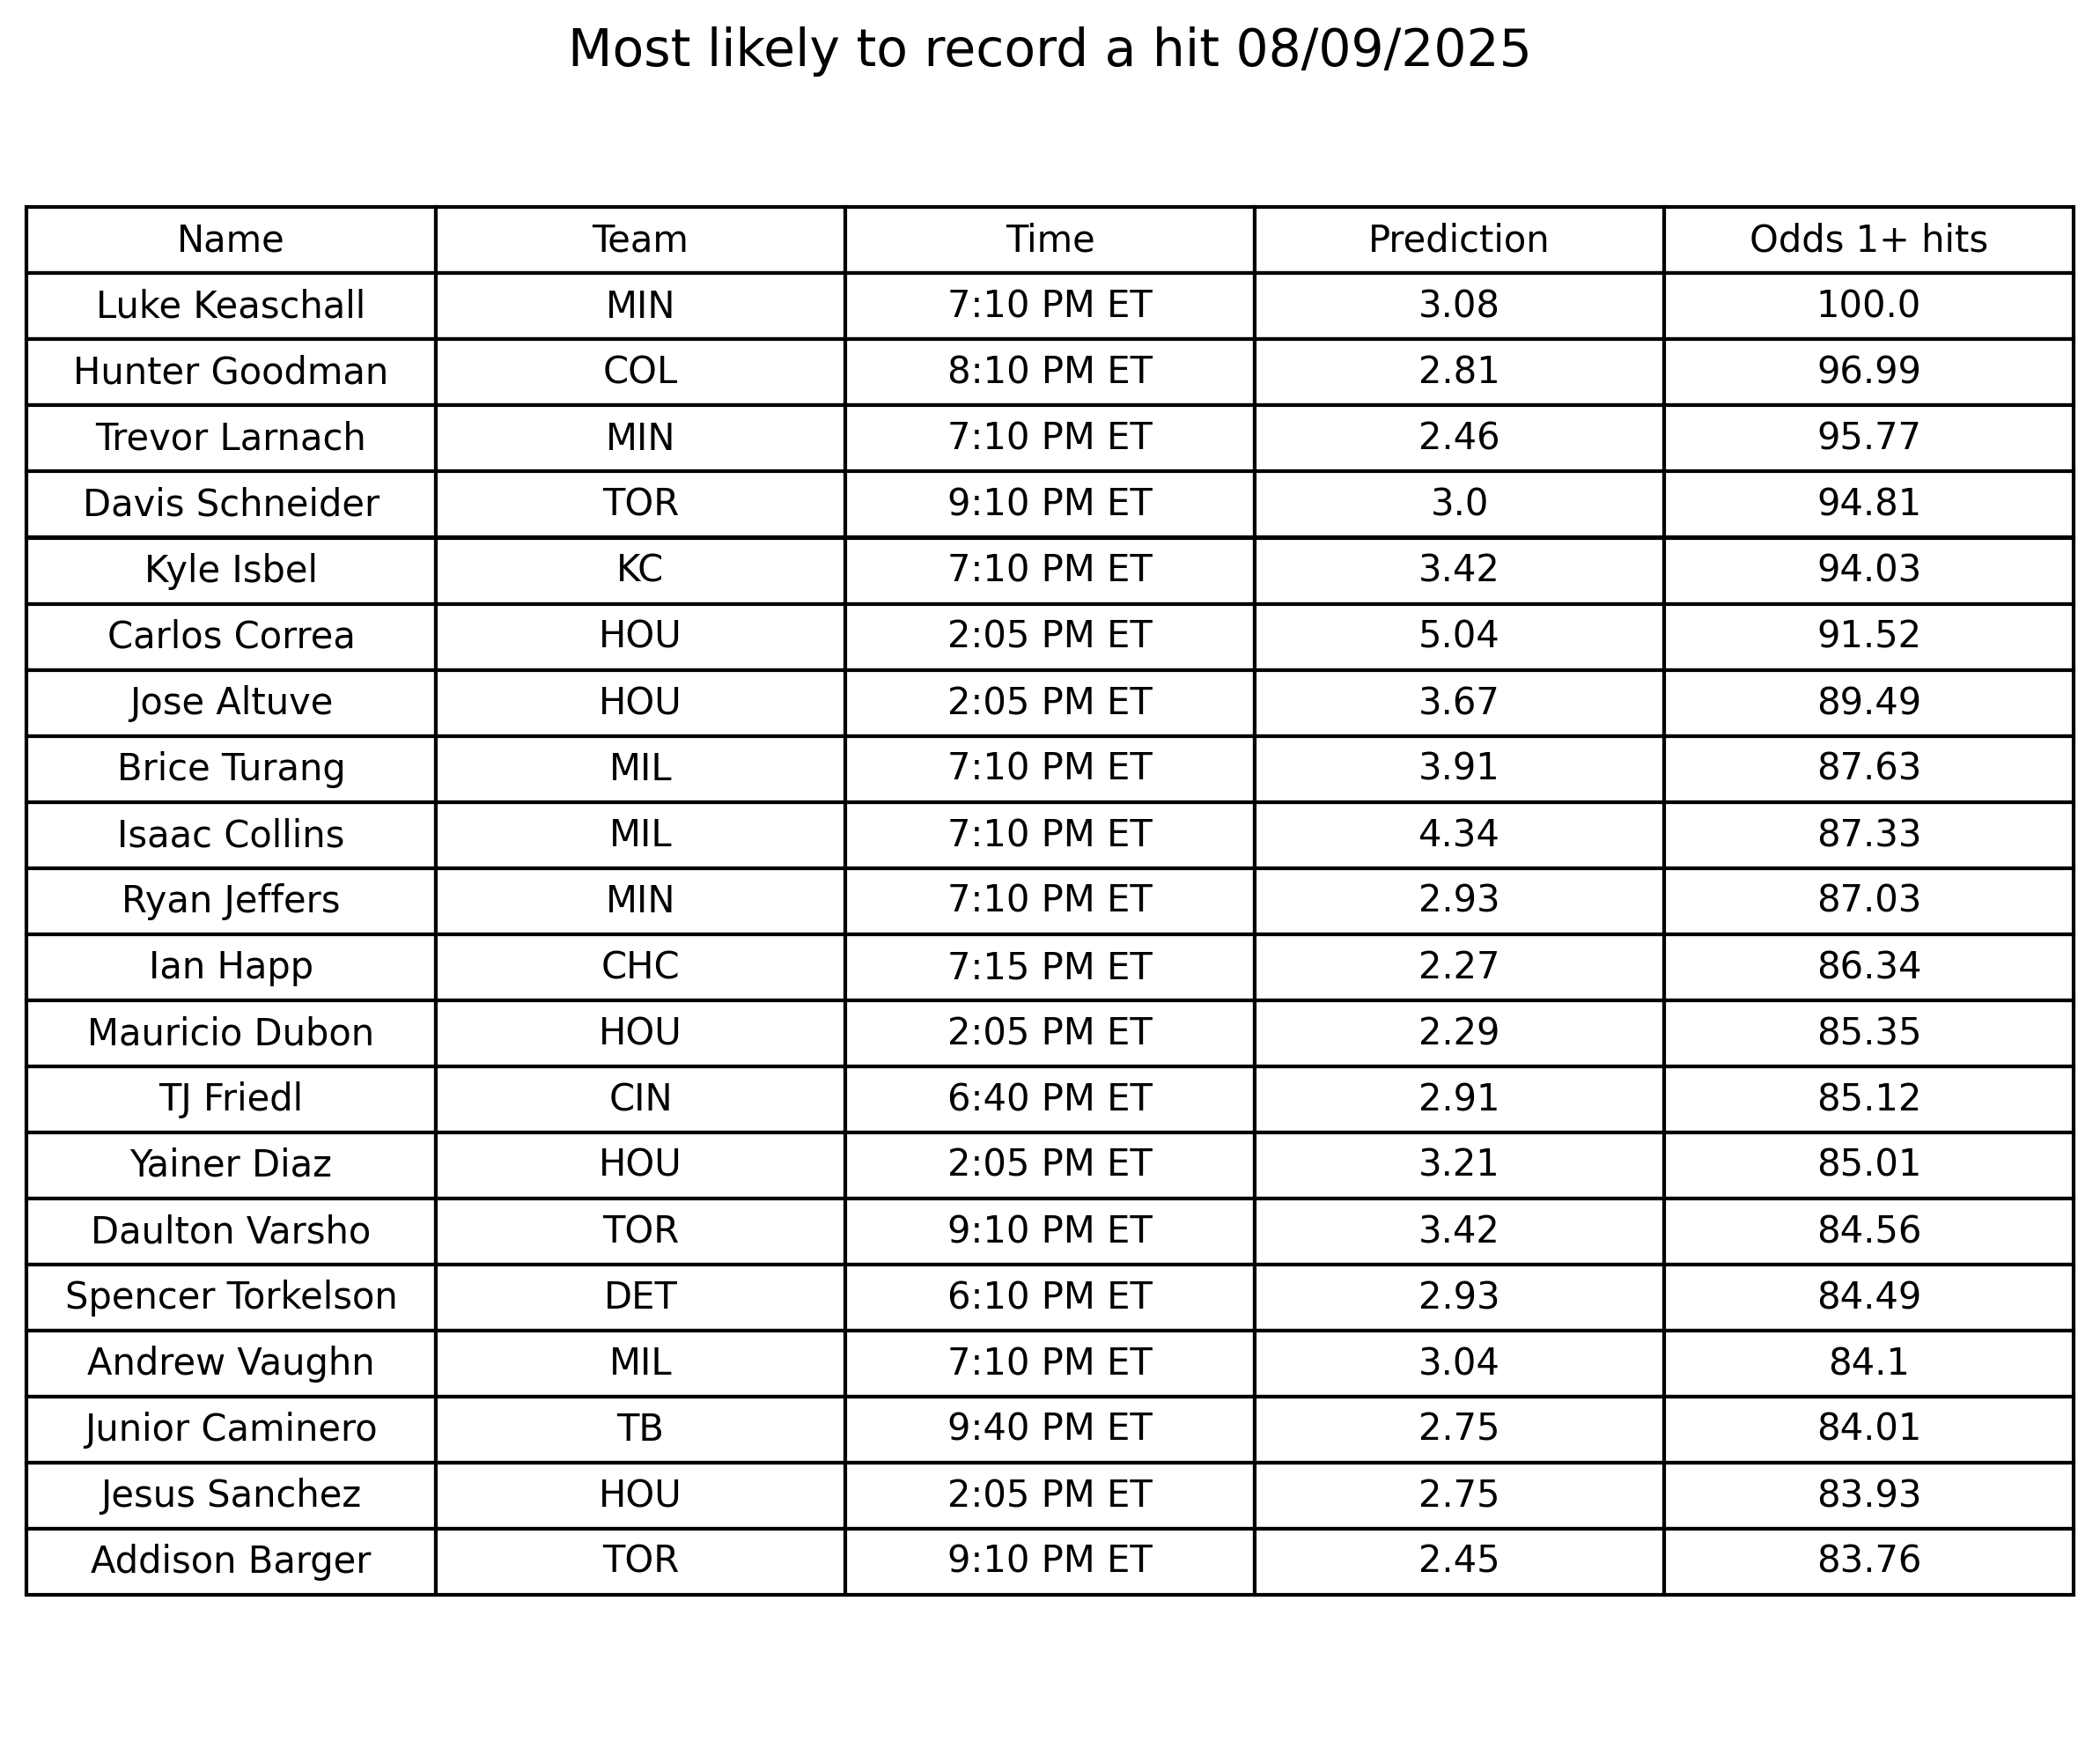 Most likely to record a hit 08/09/2025
Name Team Time Prediction Odds 1+ hits
Luke Keaschall MIN 7:10 PM ET 3.08 100.0
Hunter Goodman COL 8:10 PM ET 2.81 96.99
Trevor Larnach MIN 7:10 PM ET 2.46 95.77
Davis Schneider TOR 9:10 PM ET 3.0 94.81
Kyle Isbel KC 7:10 PM ET 3.42 94.03
Carlos Correa HOU 2:05 PM ET 5.04 91.52
Jose Altuve HOU 2:05 PM ET 3.67 89.49
Brice Turang MIL 7:10 PM ET 3.91 87.63
Isaac Collins MIL 7:10 PM ET 4.34 87.33
Ryan Jeffers MIN 7:10 PM ET 2.93 87.03
Ian Happ CHC 7:15 PM ET 2.27 86.34
Mauricio Dubon HOU 2:05 PM ET 2.29 85.35
TJ Friedl CIN 6:40 PM ET 2.91 85.12
Yainer Diaz HOU 2:05 PM ET 3.21 85.01
Daulton Varsho TOR 9:10 PM ET 3.42 84.56
Spencer Torkelson DET 6:10 PM ET 2.93 84.49
Andrew Vaughn MIL 7:10 PM ET 3.04 84.1
Junior Caminero TB 9:40 PM ET 2.75 84.01
Jesus Sanchez HOU 2:05 PM ET 2.75 83.93
Addison Barger TOR 9:10 PM ET 2.45 83.76